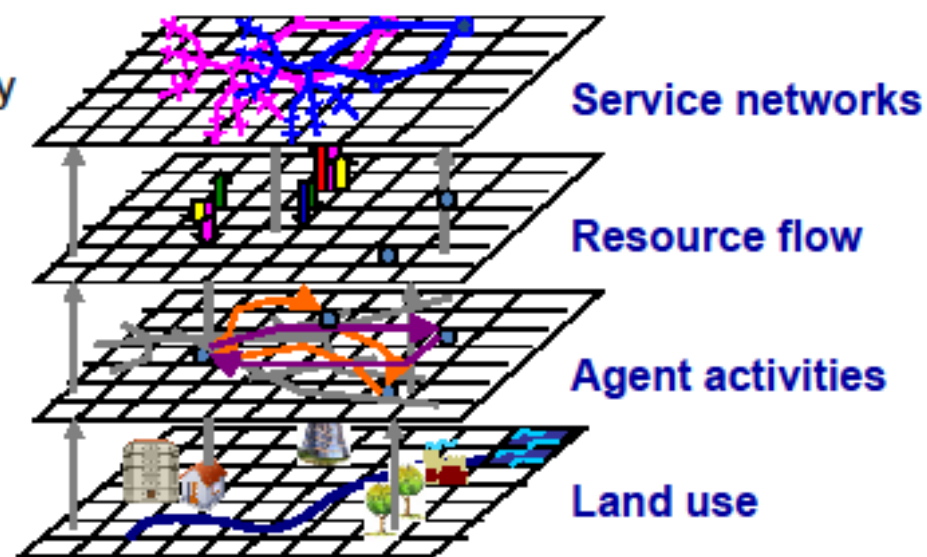 y
Service networks
Resource flow
Agent activities
Land use